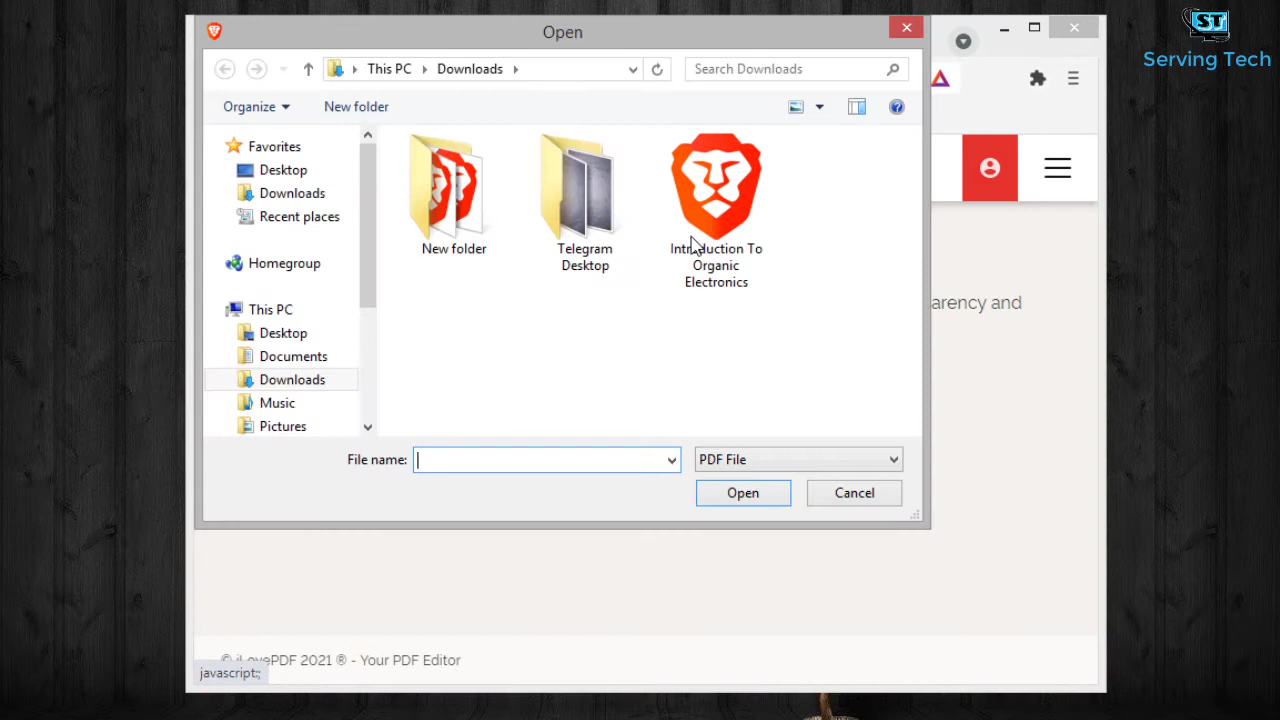 Open
ST
Serving Tech
This PC
Downloads
Search Downloads
Organize
New folder
Favorites
Desktop
Downloads
Recent places
Homegroup
This PC
Desktop
Documents
Downloads
Music
Pictures
New folder
Telegram
Desktop
Introduction To
Organic
Electronics
arency and
File name:
PDF File
Open
Cancel
© iLovePDF 2021 ® - Your PDF Editor
javascript:;